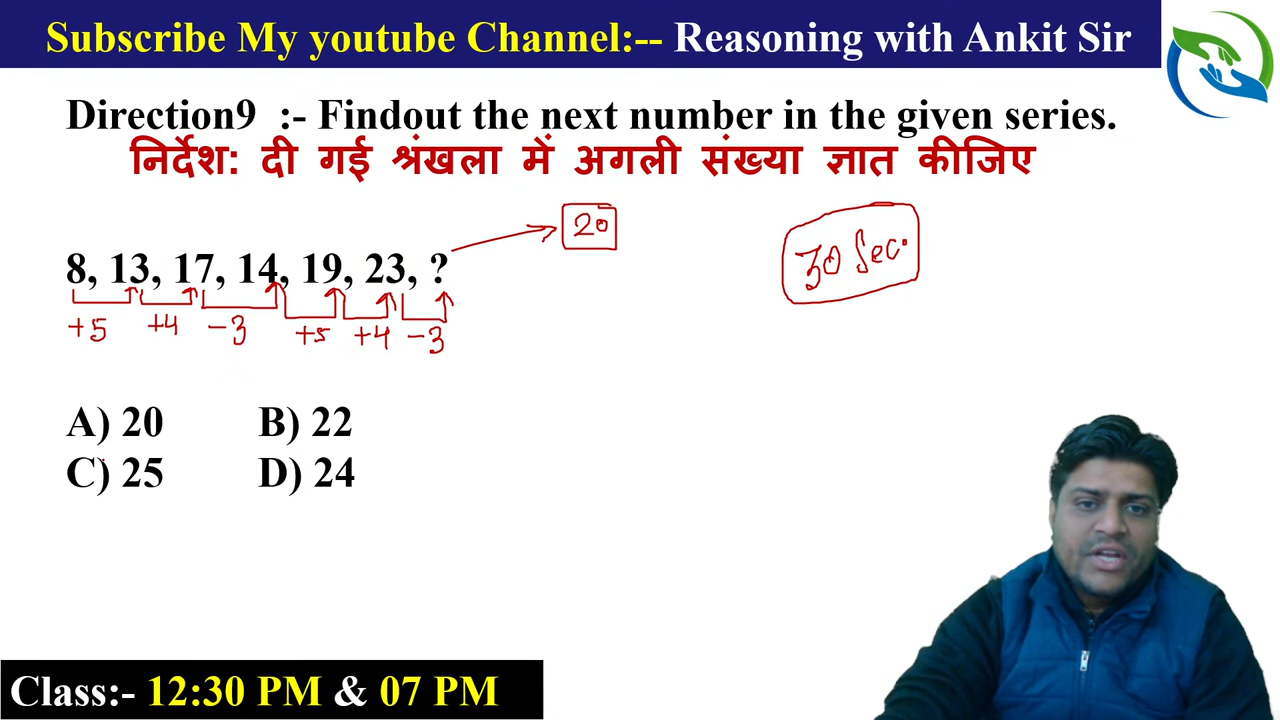 Subscribe My youtube Channel:-- Reasoning with Ankit Sir
Direction9 :- Findout the next number in the given series.
निर्देश: दी गई श्रंखला में अगली संख्या ज्ञात कीजिए
20
30 Sec.
8, 13, 17, 14, 19, 23, ?
+5 +4 -3 +5 +4 -3
A) 20 B) 22
C) 25 D) 24
Class:- 12:30 PM & 07 PM